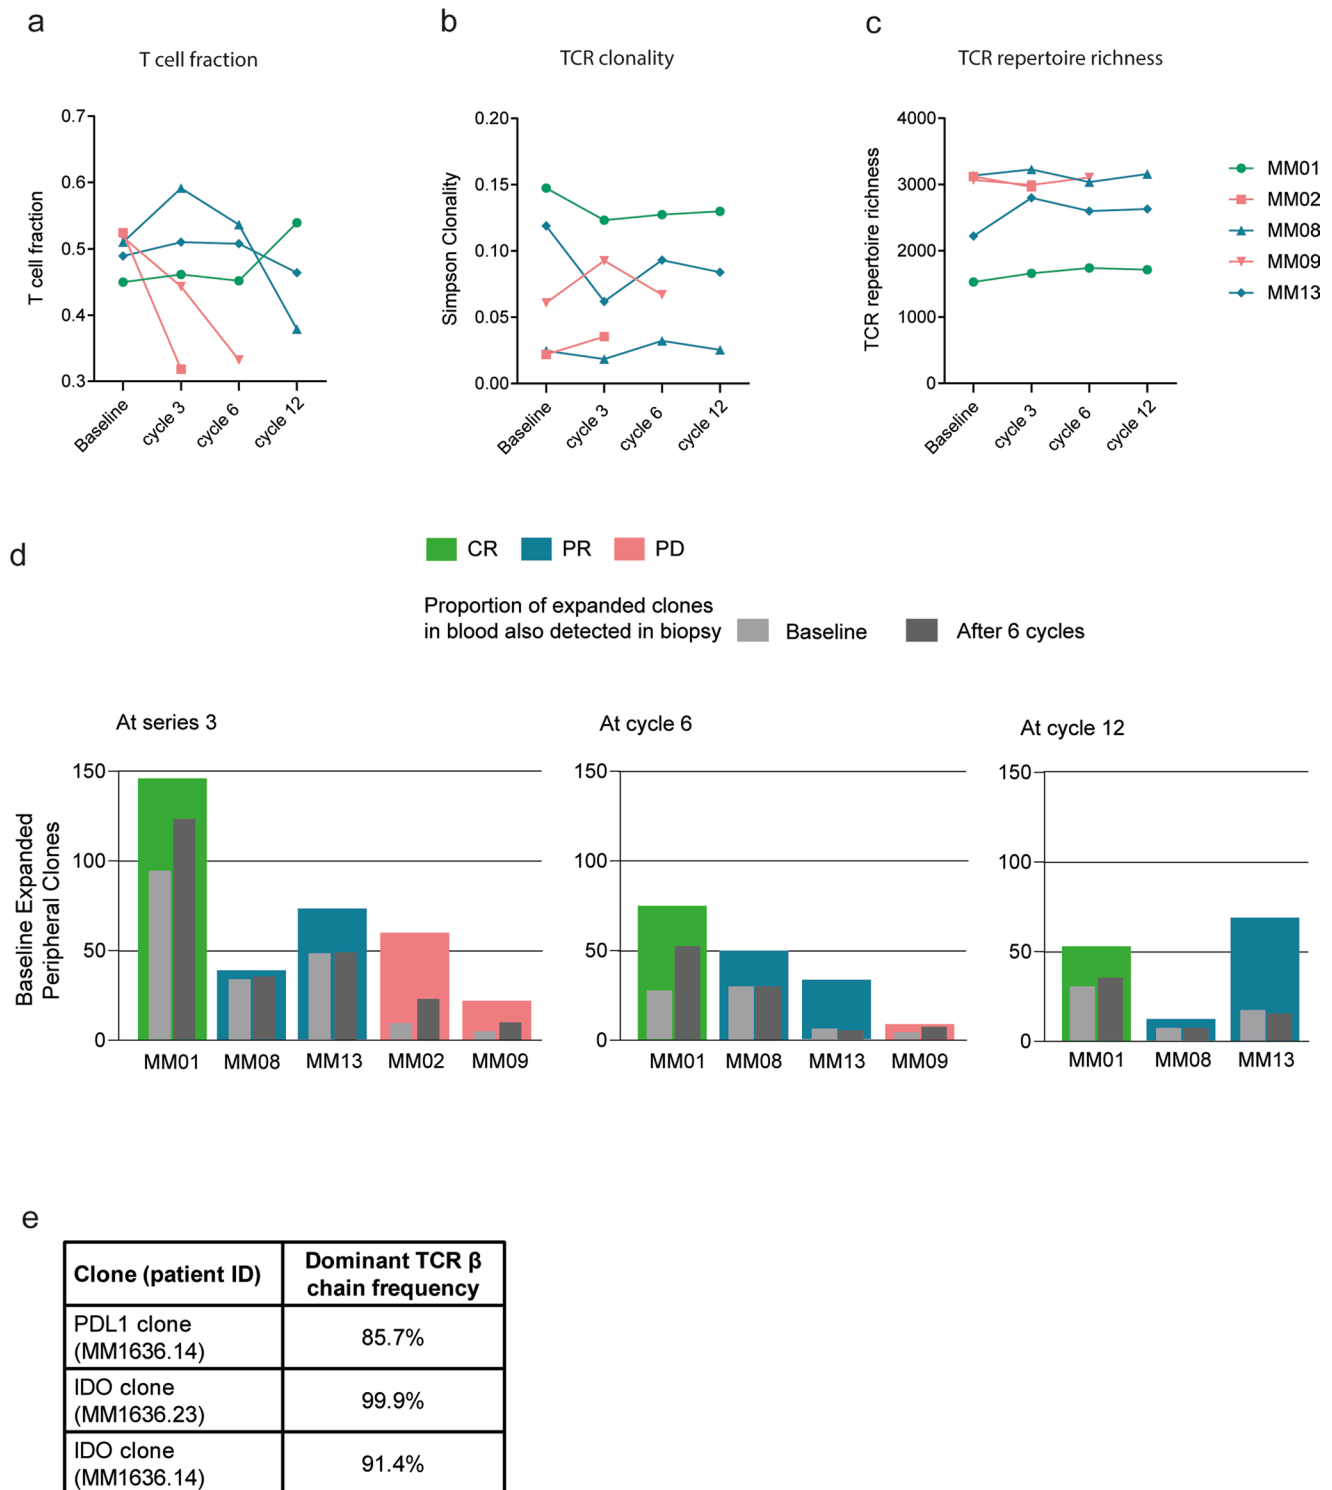 a
T cell fraction
0.7
0.6
0.5
0.4
0.3
T cell fraction
Baseline
cycle 3
cycle 6
cycle 12
b
TCR clonality
0.20
0.15
0.10
0.05
0.00
Simpson Clonality
Baseline
cycle 3
cycle 6
cycle 12
c
TCR repertoire richness
4000
3000
2000
1000
0
TCR repertoire richness
Baseline
cycle 3
cycle 6
cycle 12
MM01
MM02
MM08
MM09
MM13
d
CR PR PD
Proportion of expanded clones
in blood also detected in biopsy
Baseline
After 6 cycles
Baseline Expanded
Peripheral Clones
At series 3
150
100
50
0
MM01 MM08 MM13 MM02 MM09
At cycle 6
150
100
50
0
MM01 MM08 MM13 MM09
At cycle 12
150
100
50
0
MM01 MM08 MM13
e
Clone (patient ID)
Dominant TCR β
chain frequency
PDL1 clone
(MM1636.14)
85.7%
IDO clone
(MM1636.23)
99.9%
IDO clone
(MM1636.14)
91.4%